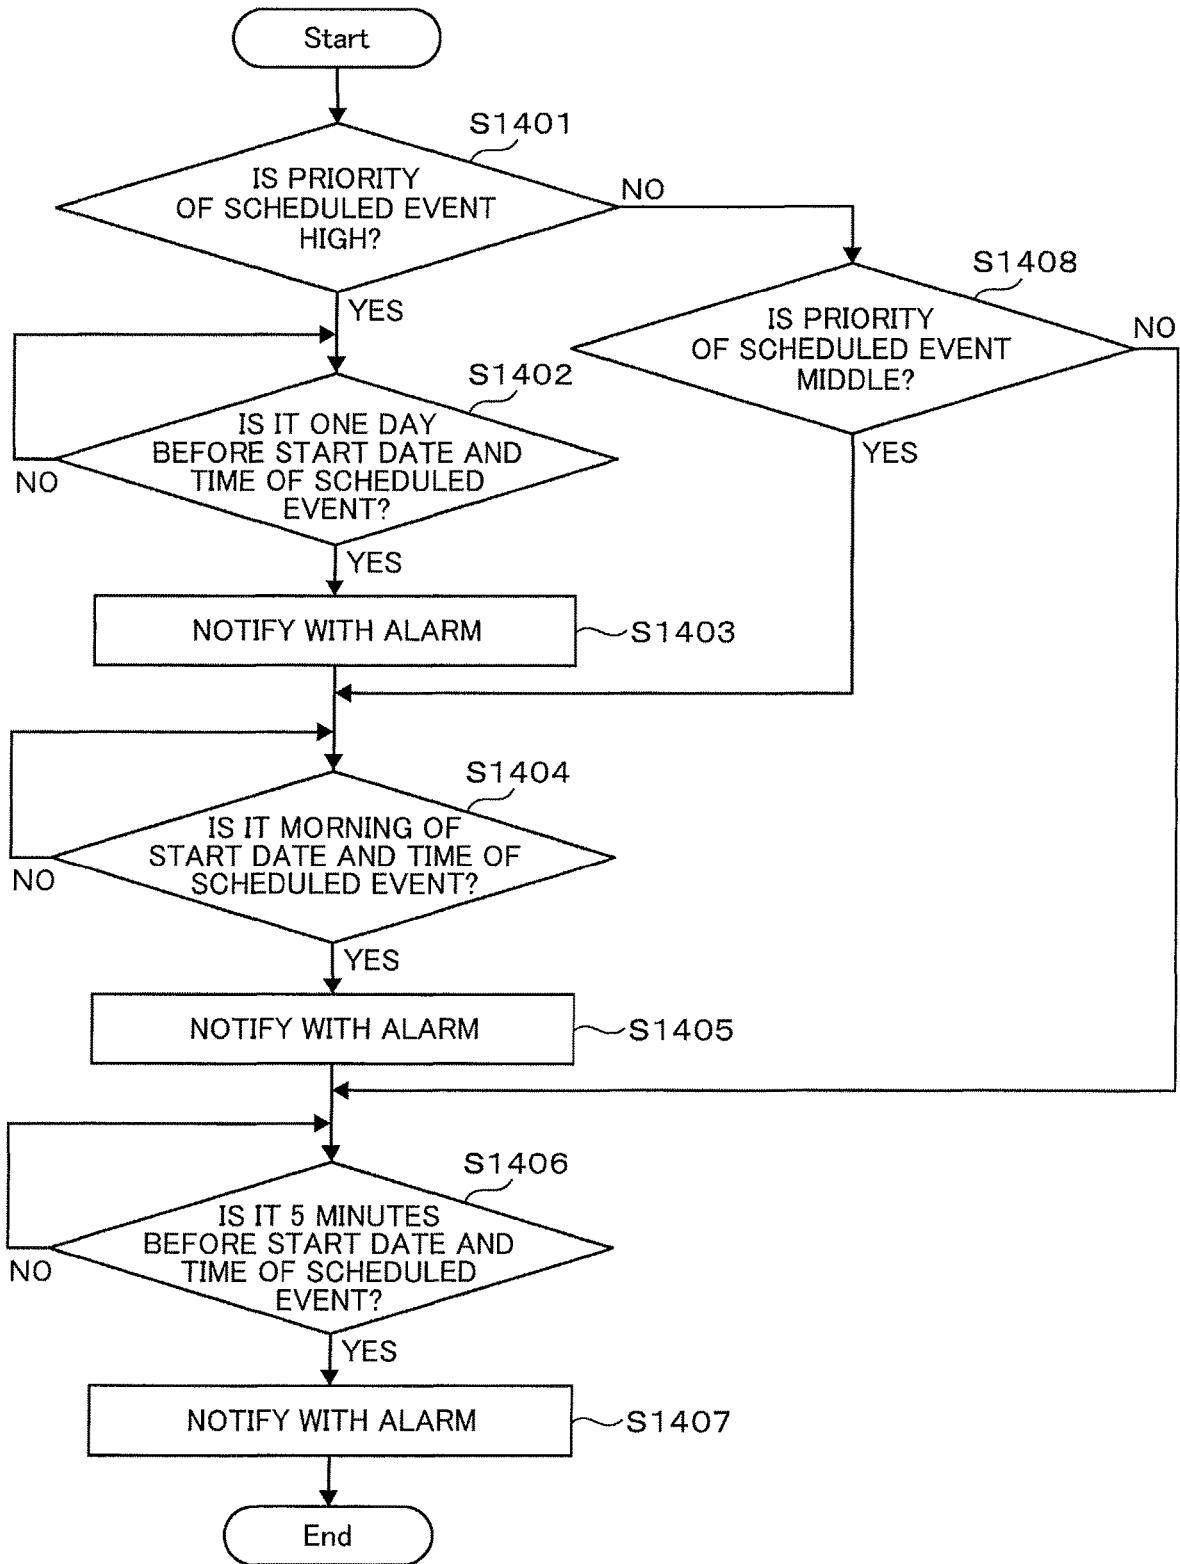 Start
S1401
IS PRIORITY
OF SCHEDULED EVENT
HIGH?
NO
YES
S1408
IS PRIORITY
OF SCHEDULED EVENT
MIDDLE?
NO
YES
S1402
IS IT ONE DAY
BEFORE START DATE AND
TIME OF SCHEDULED
EVENT?
NO
YES
NOTIFY WITH ALARM
S1403
S1404
IS IT MORNING OF
START DATE AND TIME OF
SCHEDULED EVENT?
NO
YES
NOTIFY WITH ALARM
S1405
S1406
IS IT 5 MINUTES
BEFORE START DATE AND
TIME OF SCHEDULED
EVENT?
NO
YES
NOTIFY WITH ALARM
S1407
End